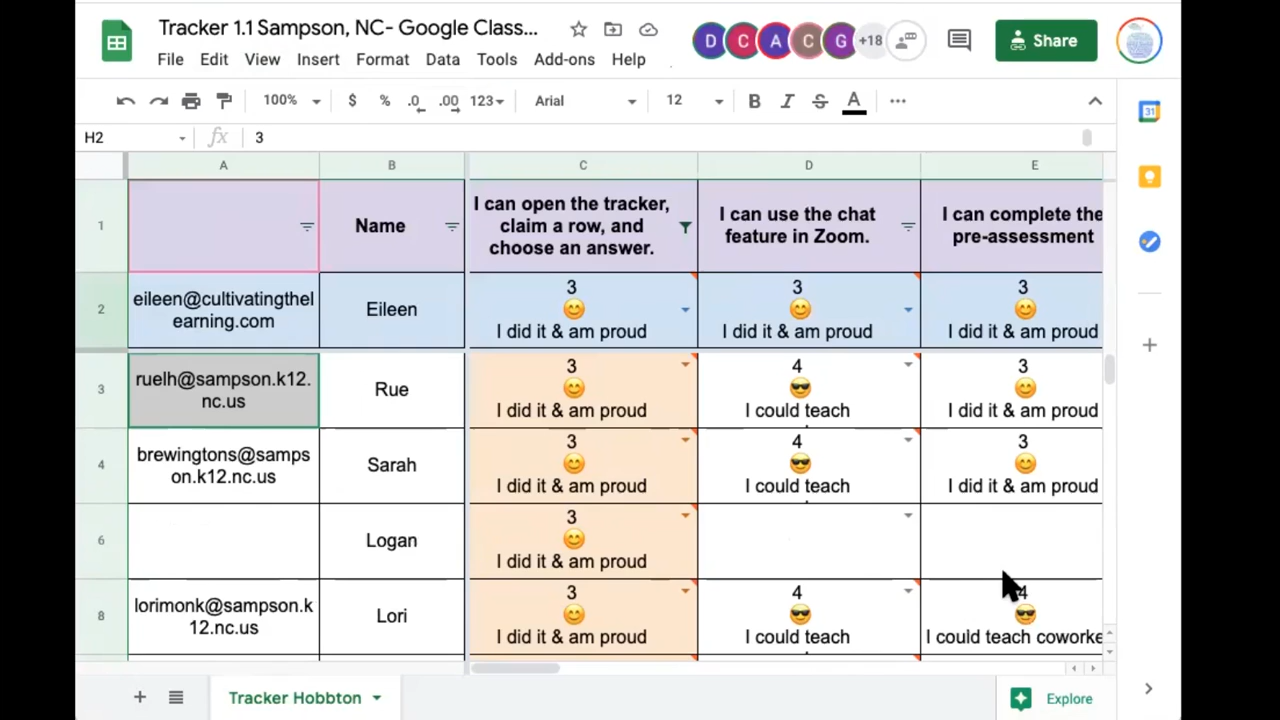 Tracker 1.1 Sampson, NC- Google Class...
D C A C G +18
Share
File Edit View Insert Format Data Tools Add-ons Help
100% $ % .0 .00 123 Arial 12 B I S A
H2 fx 3
A B C D E
1 Name I can open the tracker, claim a row, and choose an answer. I can use the chat feature in Zoom. I can complete the pre-assessment
2 eileen@cultivatingthel
earning.com
Eileen
3
I did it & am proud
3
I did it & am proud
3
I did it & am proud
3 ruelh@sampson.k12.
nc.us
Rue
3
I did it & am proud
4
I could teach
3
I did it & am proud
4 brewingtons@samps
on.k12.nc.us
Sarah
3
I did it & am proud
4
I could teach
3
I did it & am proud
6 Logan
3
I did it & am proud
8 lorimonk@sampson.k
12.nc.us
Lori
3
I did it & am proud
4
I could teach
4
I could teach coworke
Tracker Hobbton
Explore
31